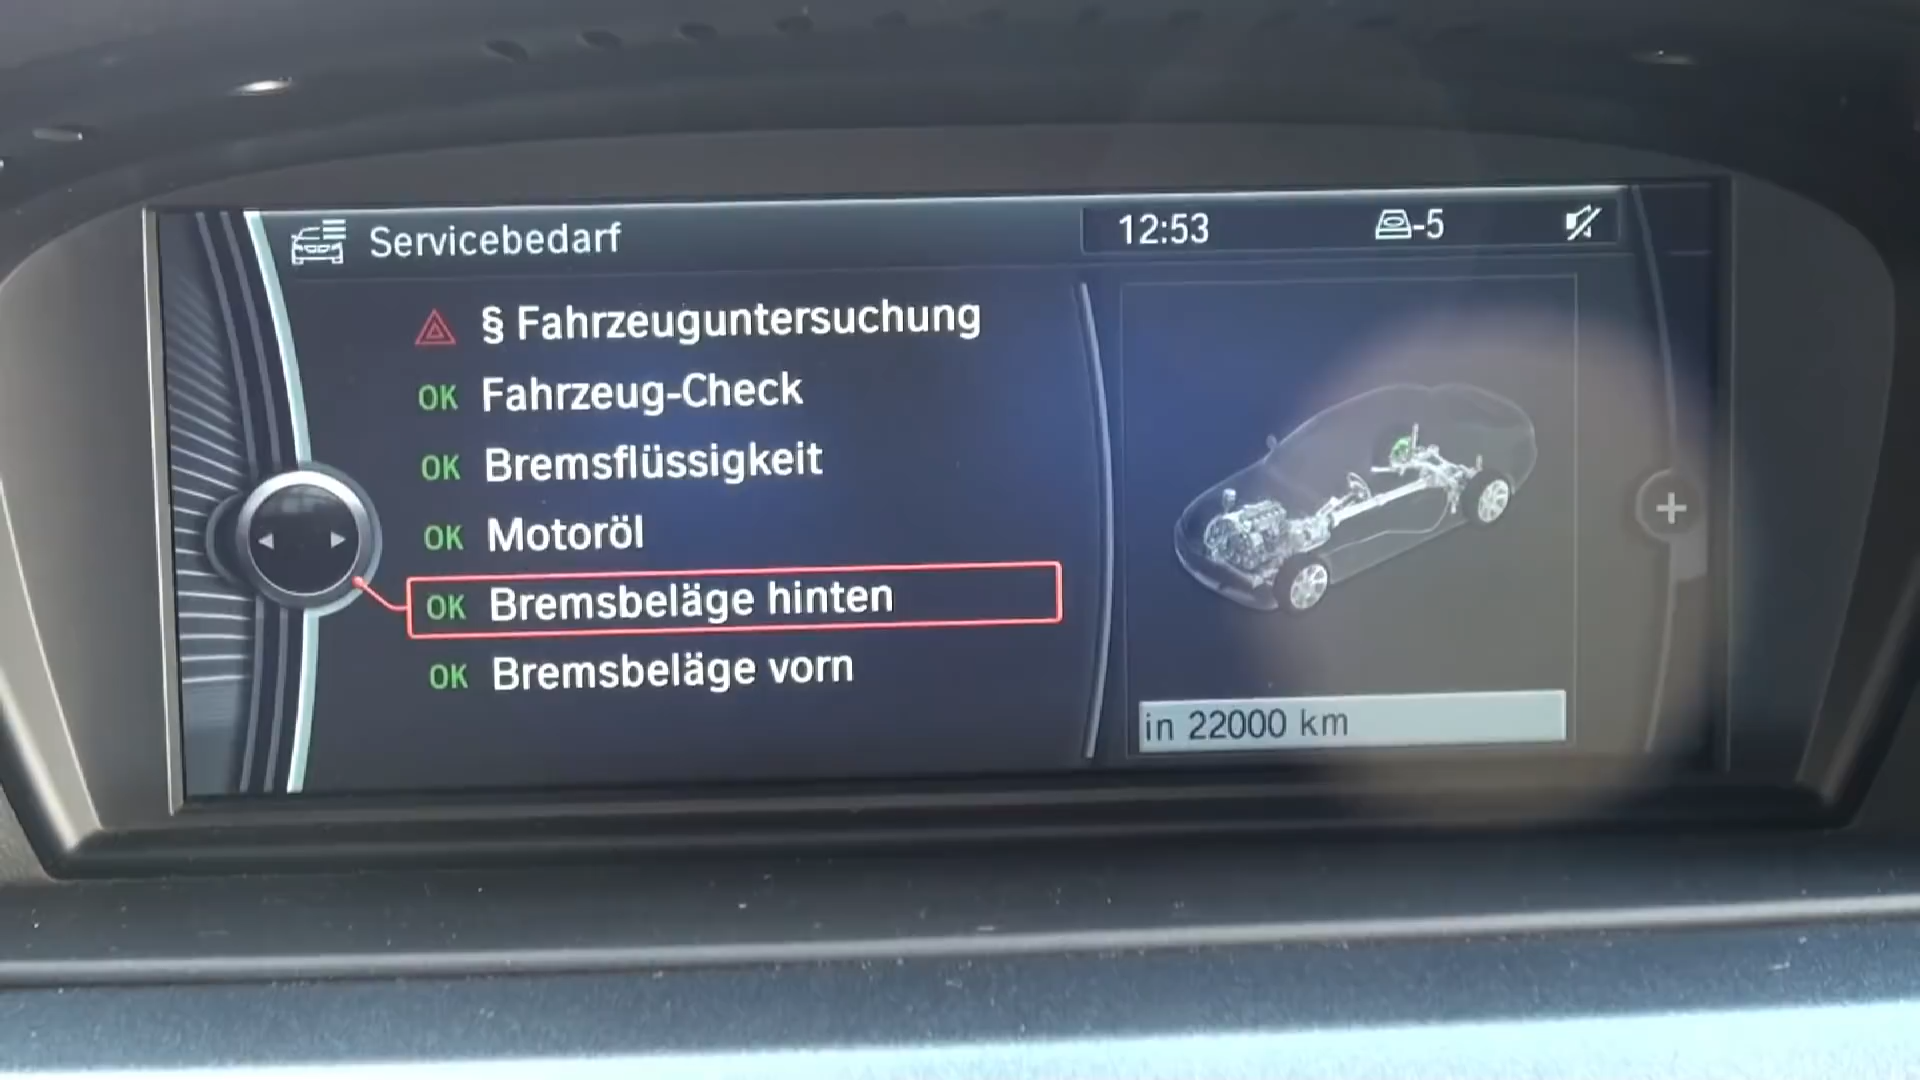 Servicebedarf
12:53
-5
§ Fahrzeuguntersuchung
OK Fahrzeug-Check
OK Bremsflüssigkeit
OK Motoröl
OK Bremsbeläge hinten
OK Bremsbeläge vorn
in 22000 km